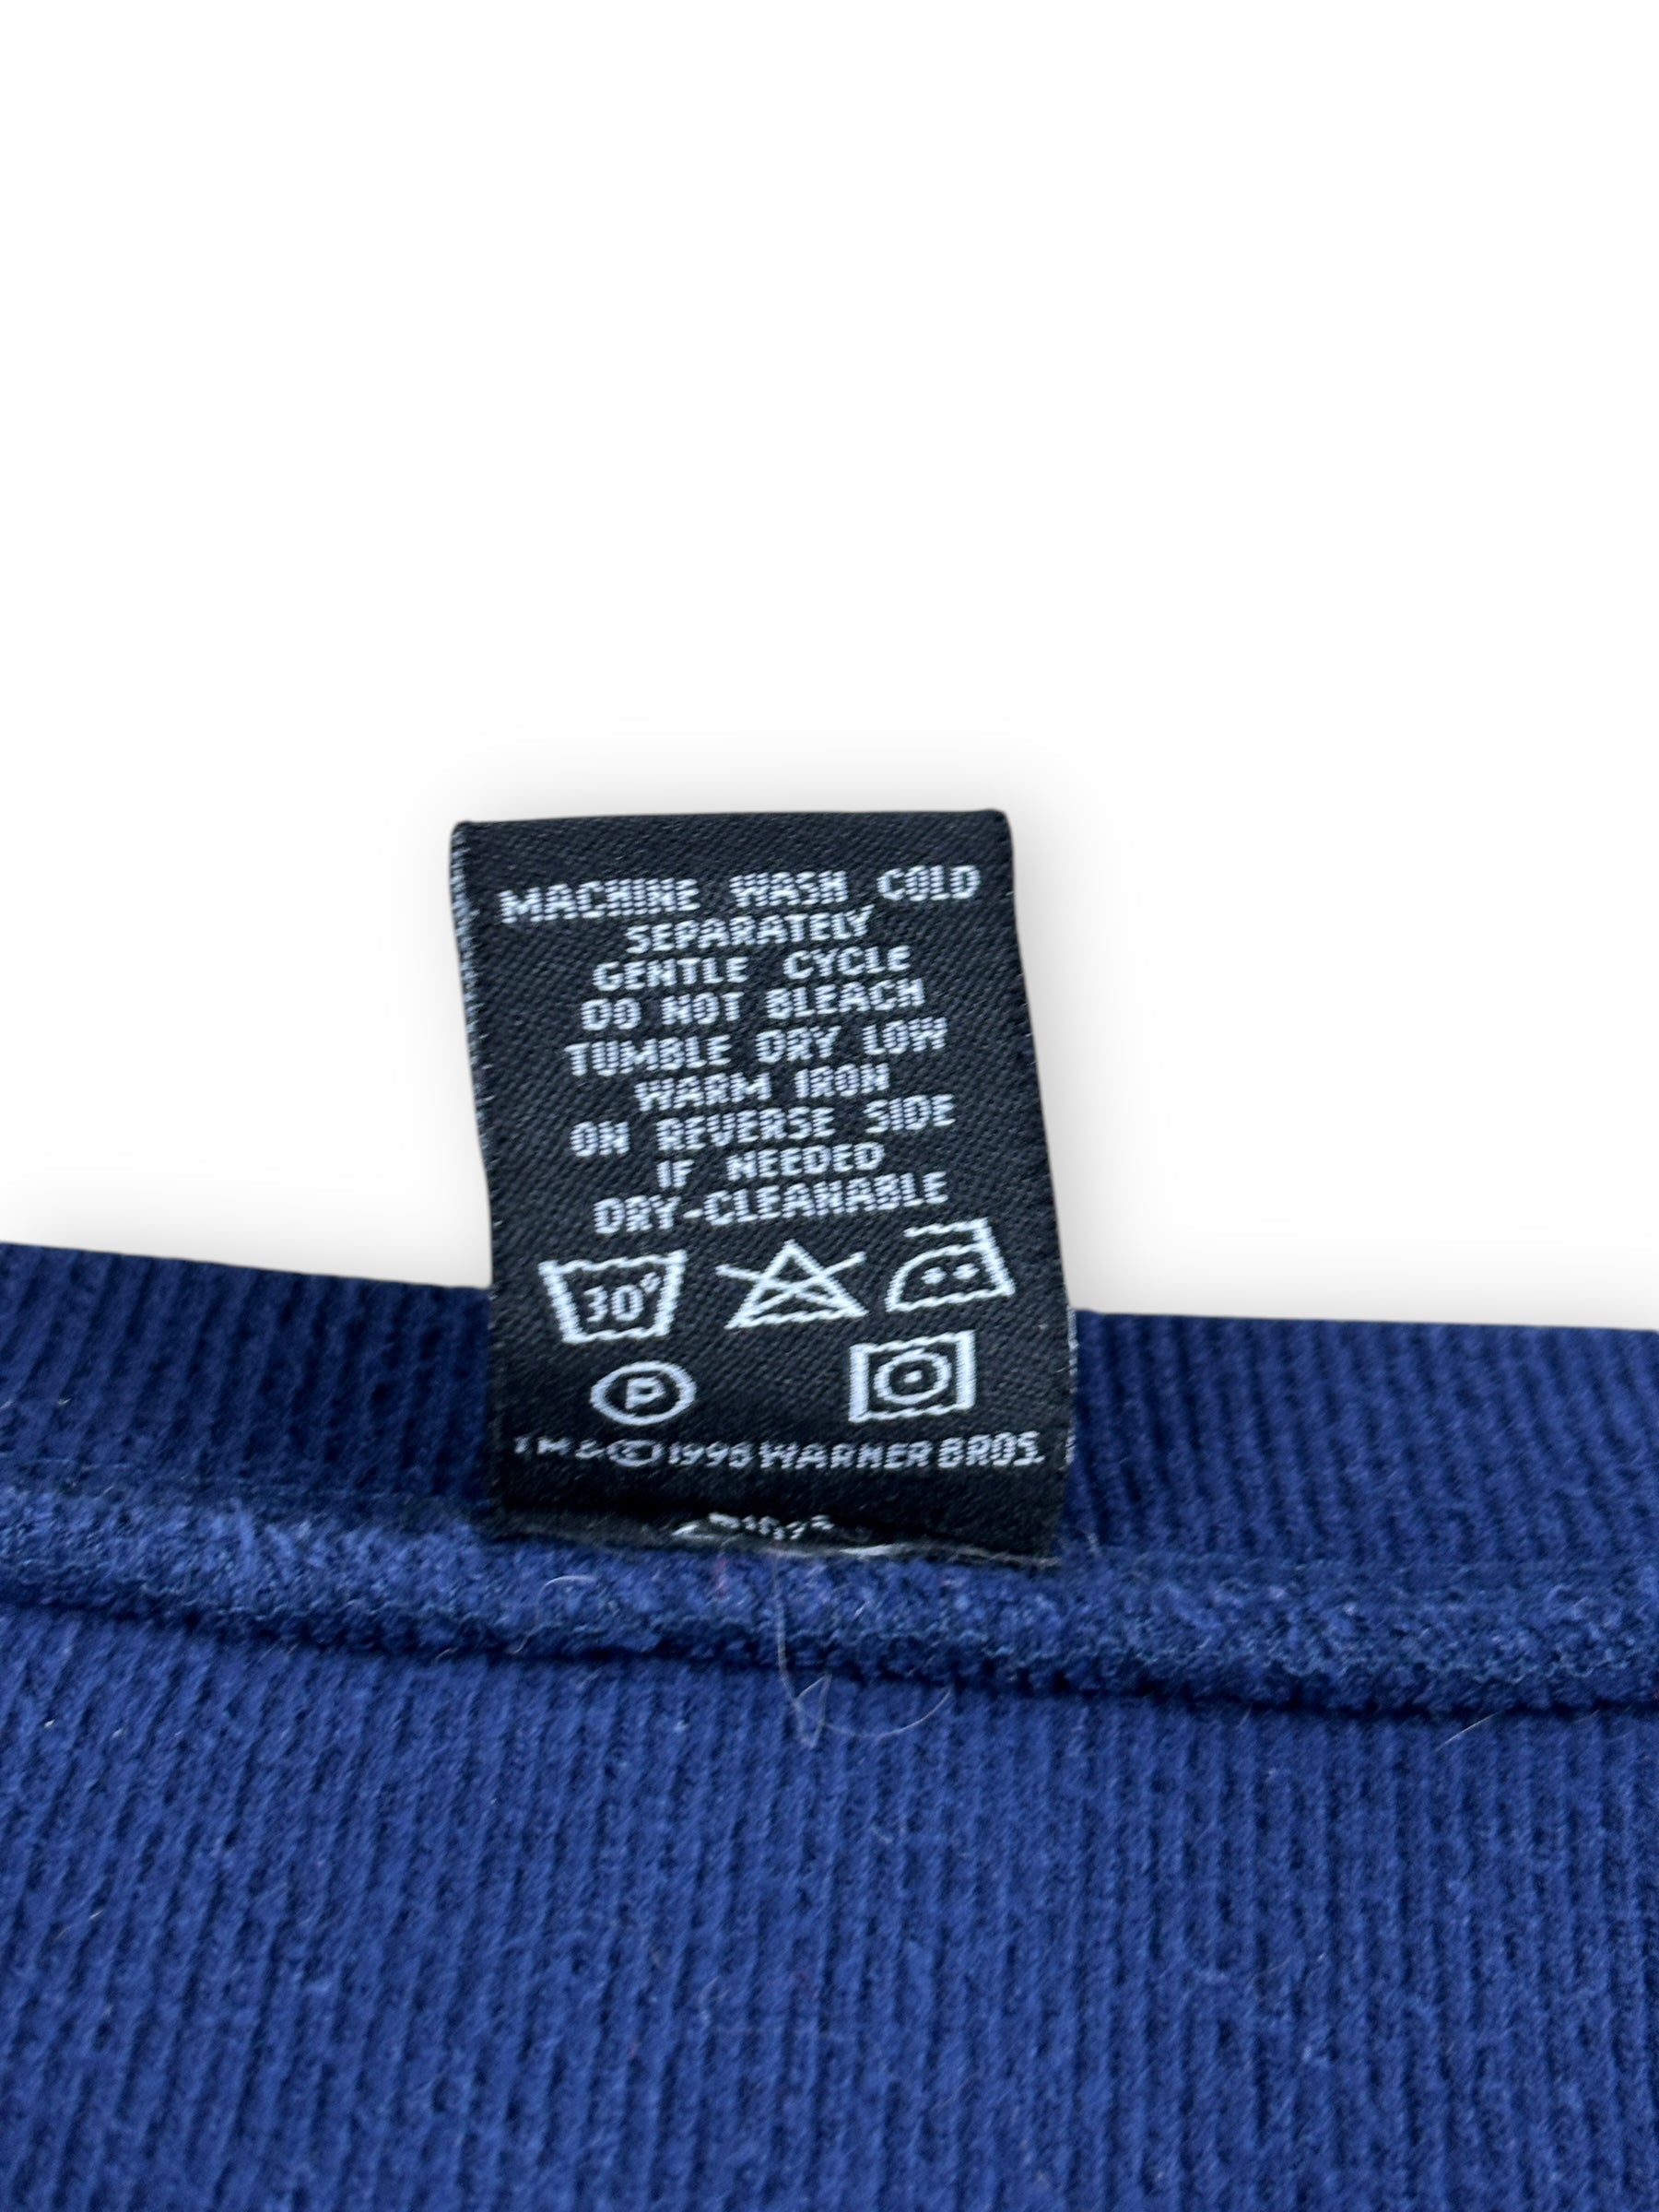 MACHINE WASH COLD
SEPARATELY
GENTLE CYCLE
DO NOT BLEACH
TUMBLE DRY LOW
WARM IRON
ON REVERSE SIDE
IF NEEDED
DRY-CLEANABLE
30°
P
TM & © 1998 WARNER BROS.